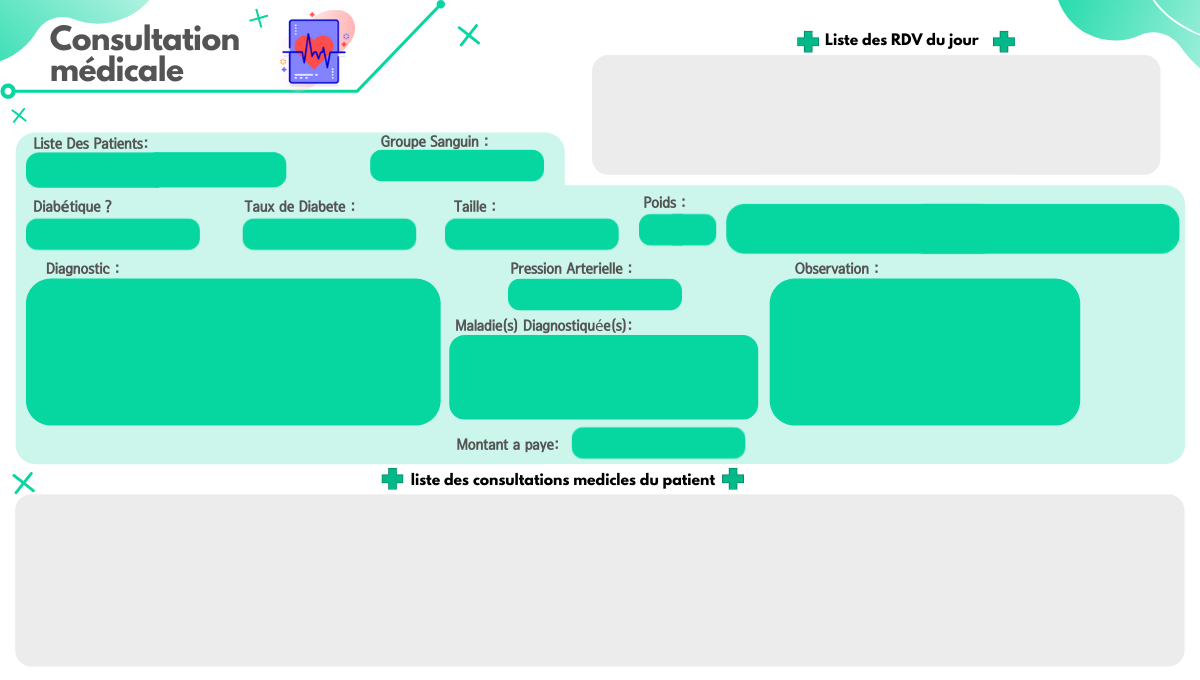 Consultation
médicale
Liste des RDV du jour
Liste Des Patients:
Groupe Sanguin :
Diabétique ?
Taux de Diabete :
Taille :
Poids :
Diagnostic :
Pression Arterielle :
Observation :
Maladie(s) Diagnostiquée(s):
Montant a paye:
liste des consultations medicles du patient